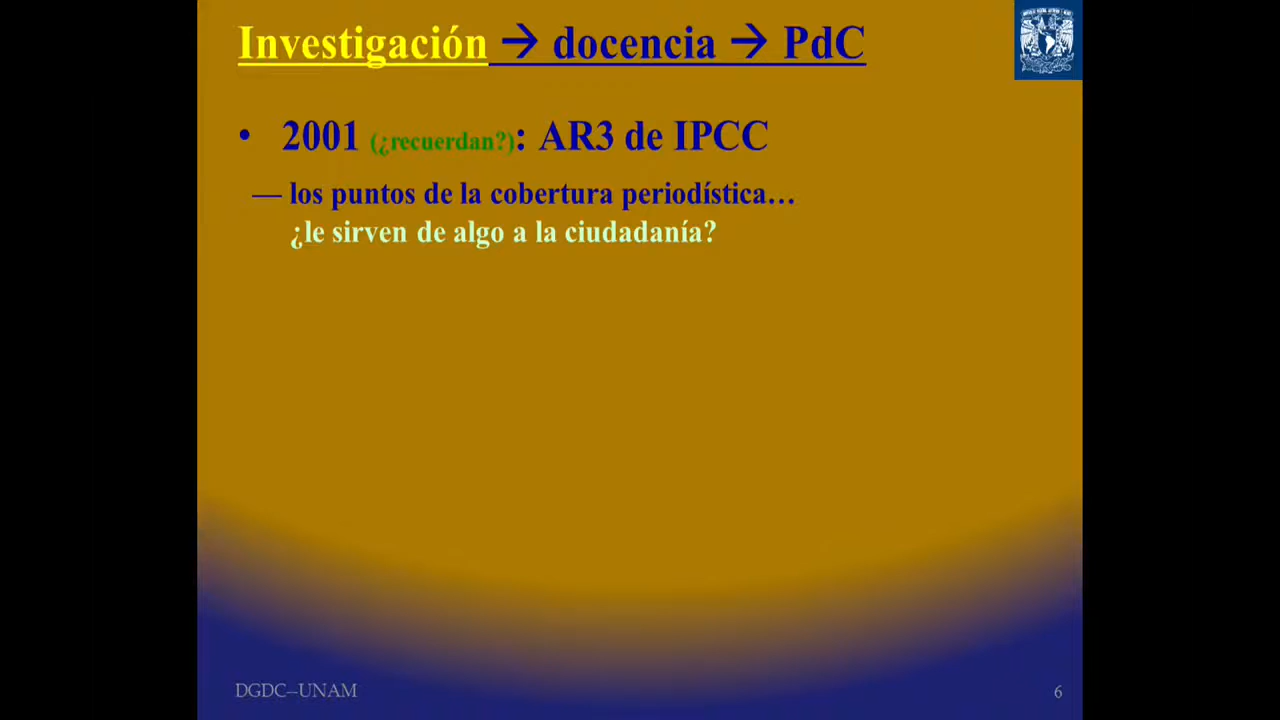 Investigación → docencia → PdC
• 2001 (¿recuerdan?): AR3 de IPCC
— los puntos de la cobertura periodística…
¿le sirven de algo a la ciudadanía?
DGDC–UNAM
6